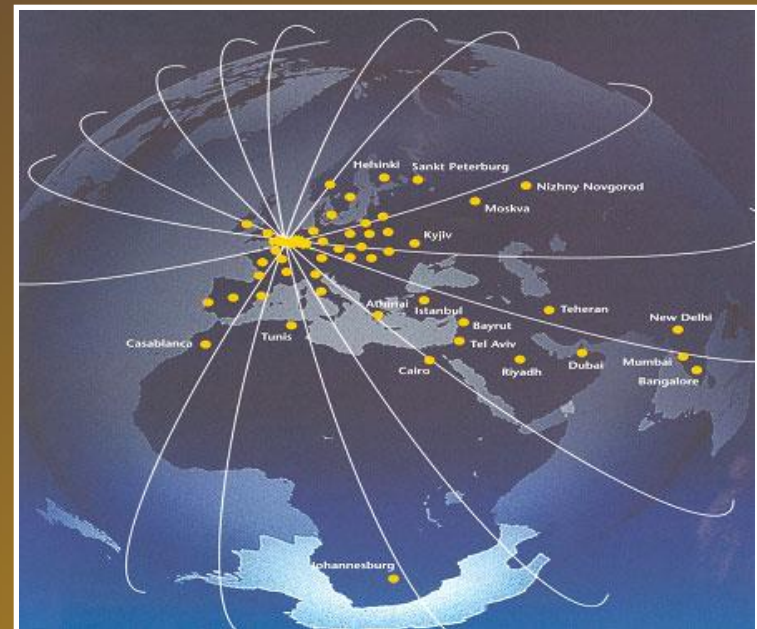 Helsinki
Sankt Peterburg
Nizhny Novgorod
Moskva
Kyjiv
Athinai
Istanbul
Teheran
Bayrut
New Delhi
Casablanca
Tunis
Tel Aviv
Cairo
Riyadh
Dubai
Mumbai
Bangalore
Johannesburg